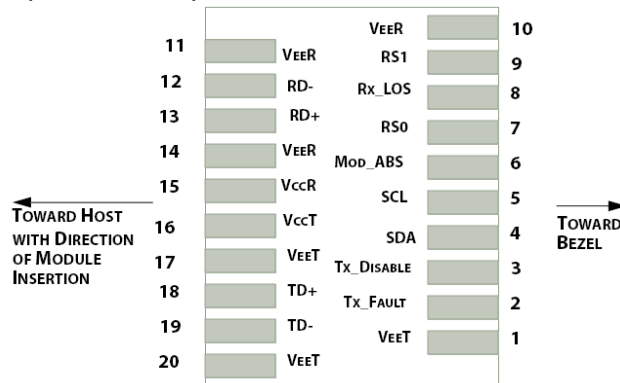 VEER 10
11 VEER
RS1 9
12 RD-
Rx_LOS 8
13 RD+
RS0 7
14 VEER
MOD_ABS 6
15 VCCR
SCL 5
TOWARD HOST
WITH DIRECTION
OF MODULE
INSERTION
16 VCCT
SDA 4
TOWARD
BEZEL
17 VEET
TX_DISABLE 3
18 TD+
TX_FAULT 2
19 TD-
VEET 1
20 VEET